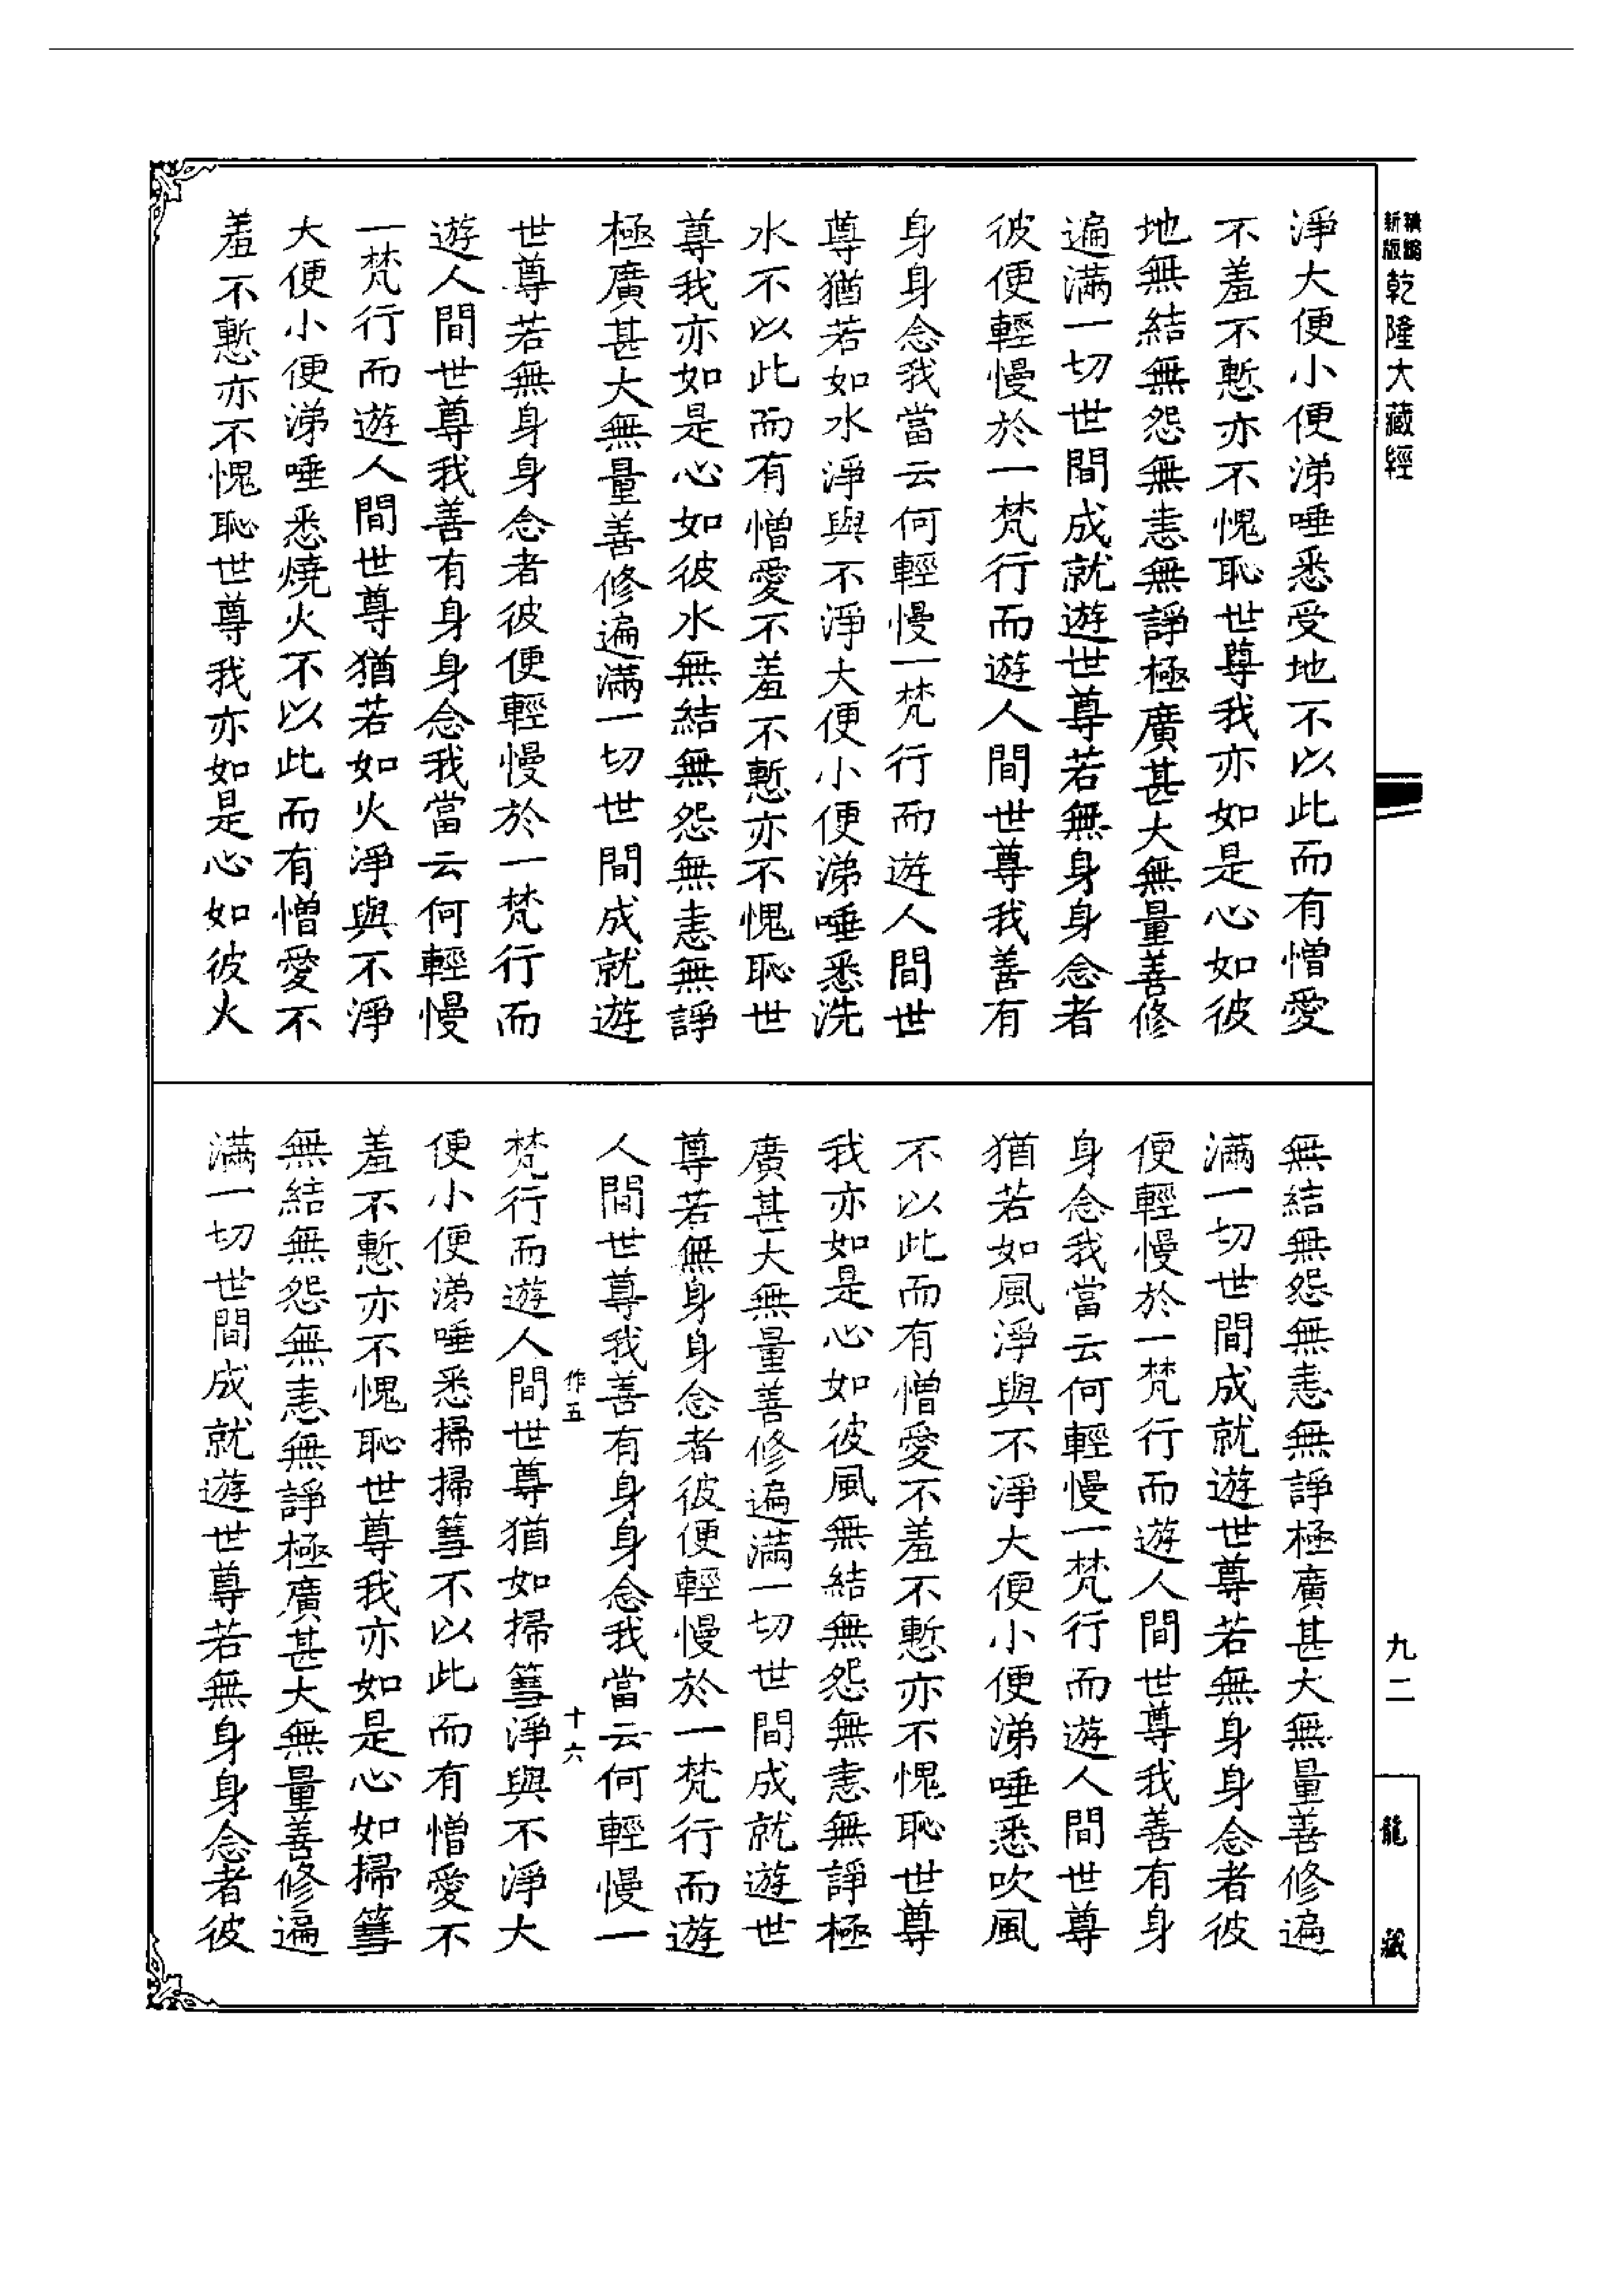 新版
精縮
乾隆大藏經
淨大便小便涕唾悉受地不以此而有憎愛
不羞不慙亦不愧恥世尊我亦如是心如彼
地無結無怨無恚無諍極廣甚大無量善修
遍滿一切世間成就遊世尊若無身身念者
彼便輕慢於一梵行而遊人間世尊我善有
身身念我當云何輕慢一梵行而遊人間世
尊猶若如水淨與不淨大便小便涕唾悉洗
水不以此而有憎愛不羞不慙亦不愧恥世
尊我亦如是心如彼水無結無怨無恚無諍
極廣甚大無量善修遍滿一切世間成就遊
世尊若無身身念者彼便輕慢於一梵行而
遊人間世尊我善有身身念我當云何輕慢
一梵行而遊人間世尊猶若如火淨與不淨
大便小便涕唾悉燒火不以此而有憎愛不
羞不慙亦不愧恥世尊我亦如是心如彼火
無結無怨無恚無諍極廣甚大無量善修遍
滿一切世間成就遊世尊若無身身念者彼
便輕慢於一梵行而遊人間世尊我善有身
身念我當云何輕慢一梵行而遊人間世尊
猶若如風淨與不淨大便小便涕唾悉吹風
不以此而有憎愛不羞不慙亦不愧恥世尊
我亦如是心如彼風無結無怨無恚無諍極
廣甚大無量善修遍滿一切世間成就遊世
尊若無身身念者彼便輕慢於一梵行而遊
人間世尊我善有身身念我當云何輕慢一
作五 十六
梵行而遊人間世尊猶如掃篲淨與不淨大
便小便涕唾悉掃掃篲不以此而有憎愛不
羞不慙亦不愧恥世尊我亦如是心如掃篲
無結無怨無恚無諍極廣甚大無量善修遍
滿一切世間成就遊世尊若無身身念者彼
九二
龍藏